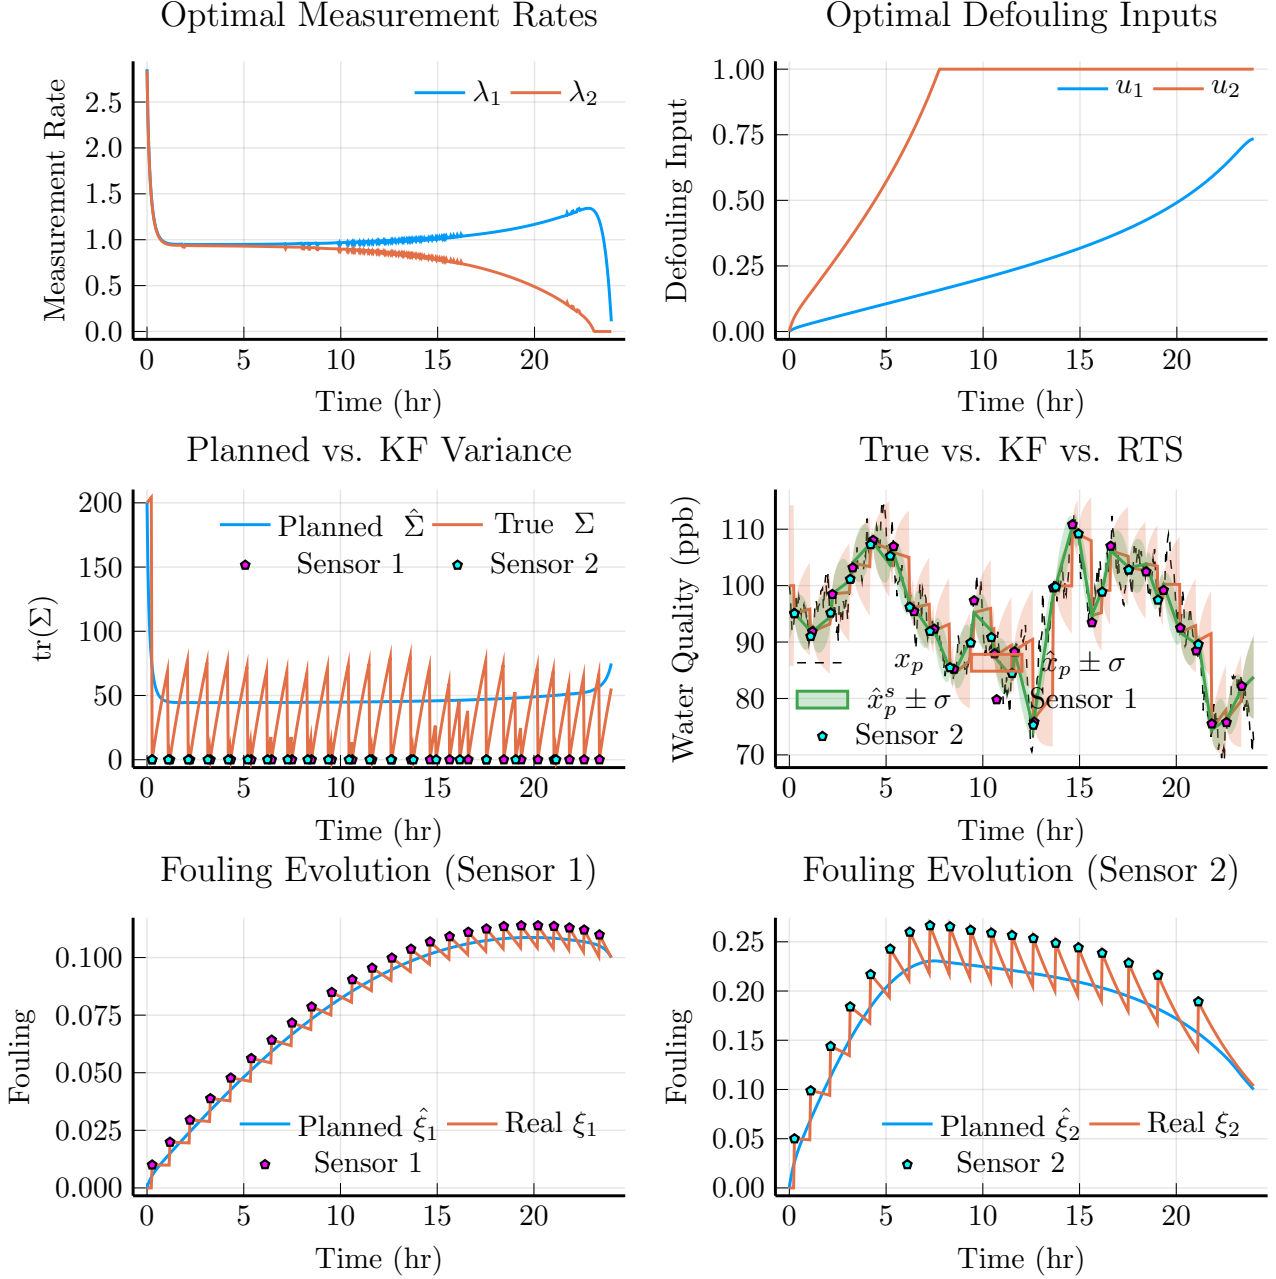 Optimal Measurement Rates
Measurement Rate
2.5
2.0
1.5
1.0
0.5
0.0
λ₁ λ₂
0 5 10 15 20
Time (hr)
Optimal Defouling Inputs
Defouling Input
1.00
0.75
0.50
0.25
0.00
u₁ u₂
0 5 10 15 20
Time (hr)
Planned vs. KF Variance
tr(Σ)
200
150
100
50
0
Planned Σ̂ True Σ
Sensor 1 Sensor 2
0 5 10 15 20
Time (hr)
True vs. KF vs. RTS
Water Quality (ppb)
110
100
90
80
70
xₚ x̂ₚ ± σ
x̂ₚˢ ± σ Sensor 1
Sensor 2
0 5 10 15 20
Time (hr)
Fouling Evolution (Sensor 1)
Fouling
0.100
0.075
0.050
0.025
0.000
Planned ξ̂₁ Real ξ₁
Sensor 1
0 5 10 15 20
Time (hr)
Fouling Evolution (Sensor 2)
Fouling
0.25
0.20
0.15
0.10
0.05
0.00
Planned ξ̂₂ Real ξ₂
Sensor 2
0 5 10 15 20
Time (hr)